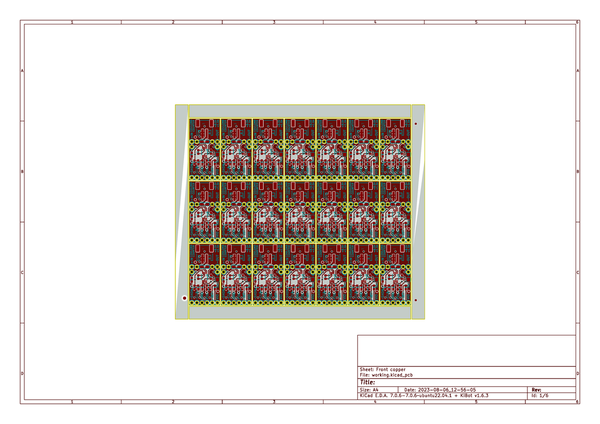 1 2 3 4 5 6
A A
B B
C C
Sheet: Front copper
File: working.kicad_pcb
Title:
D D
Size: A4 Date: 2023-08-06_12-56-05 Rev:
KiCad E.D.A. 7.0.6-7.0.6~ubuntu22.04.1 + KiBot v1.6.3 Id: 1/6
1 2 3 4 5 6